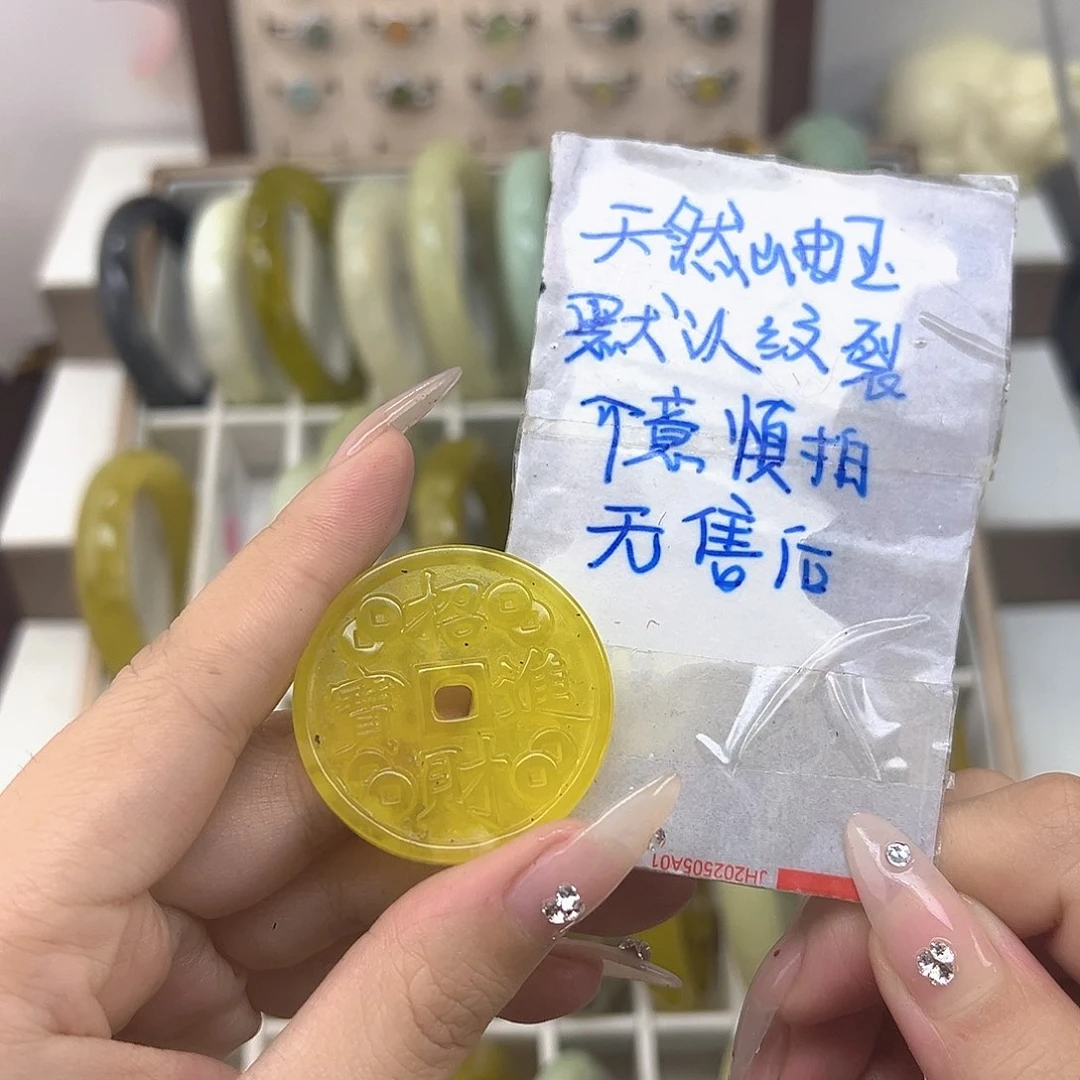 天然岫玉
默认纹裂
介意慎拍
无售后
招財進寶
JH202505A01